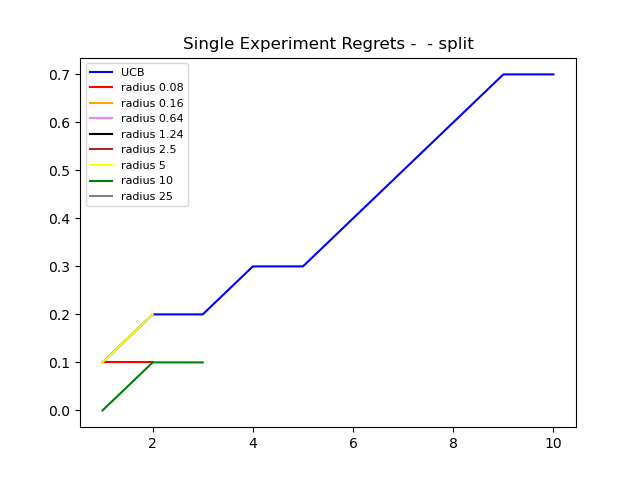 Single Experiment Regrets -  - split
UCB
radius 0.08
radius 0.16
radius 0.64
radius 1.24
radius 2.5
radius 5
radius 10
radius 25
0.7
0.6
0.5
0.4
0.3
0.2
0.1
0.0
2 4 6 8 10